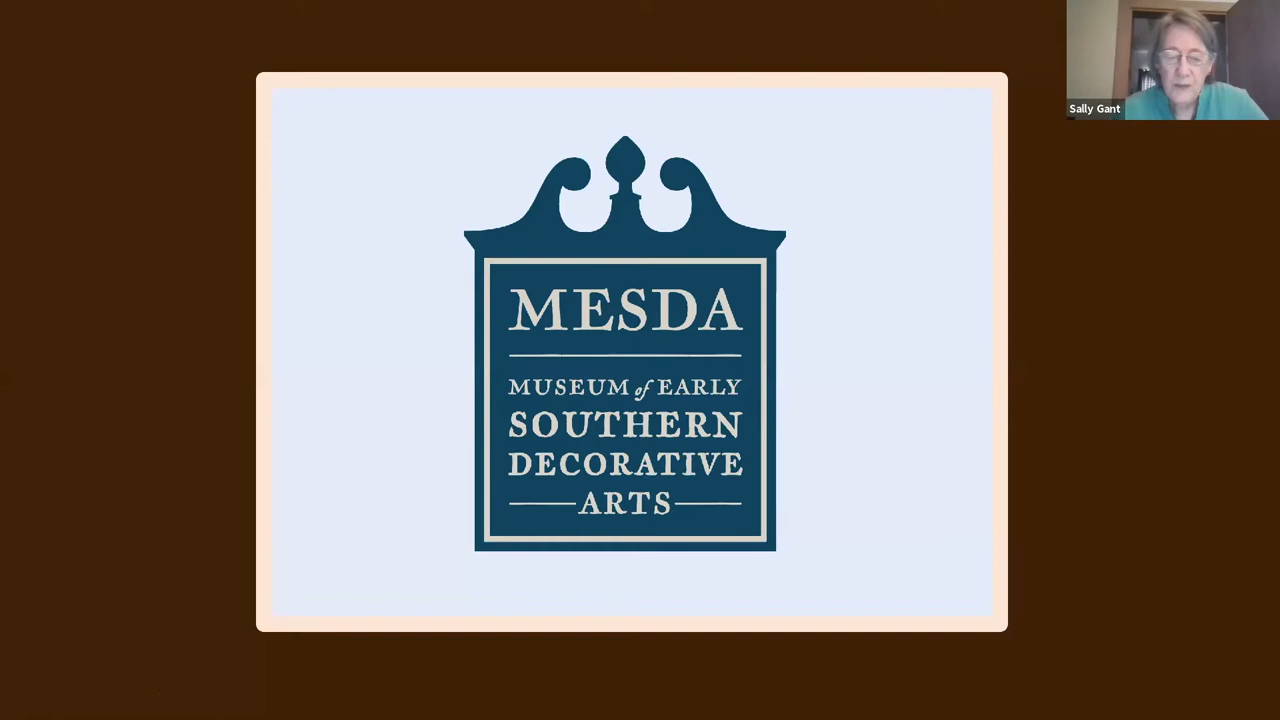 Sally Gant
MESDA
MUSEUM of EARLY
SOUTHERN
DECORATIVE
ARTS